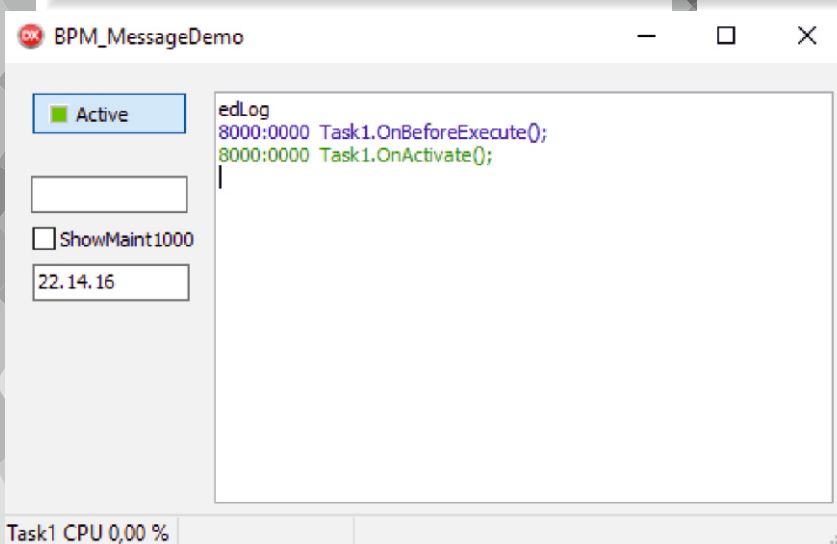 DX BPM_MessageDemo
Active
edLog
8000:0000 Task1.OnBeforeExecute();
8000:0000 Task1.OnActivate();
ShowMaint1000
22.14.16
Task1 CPU 0,00 %